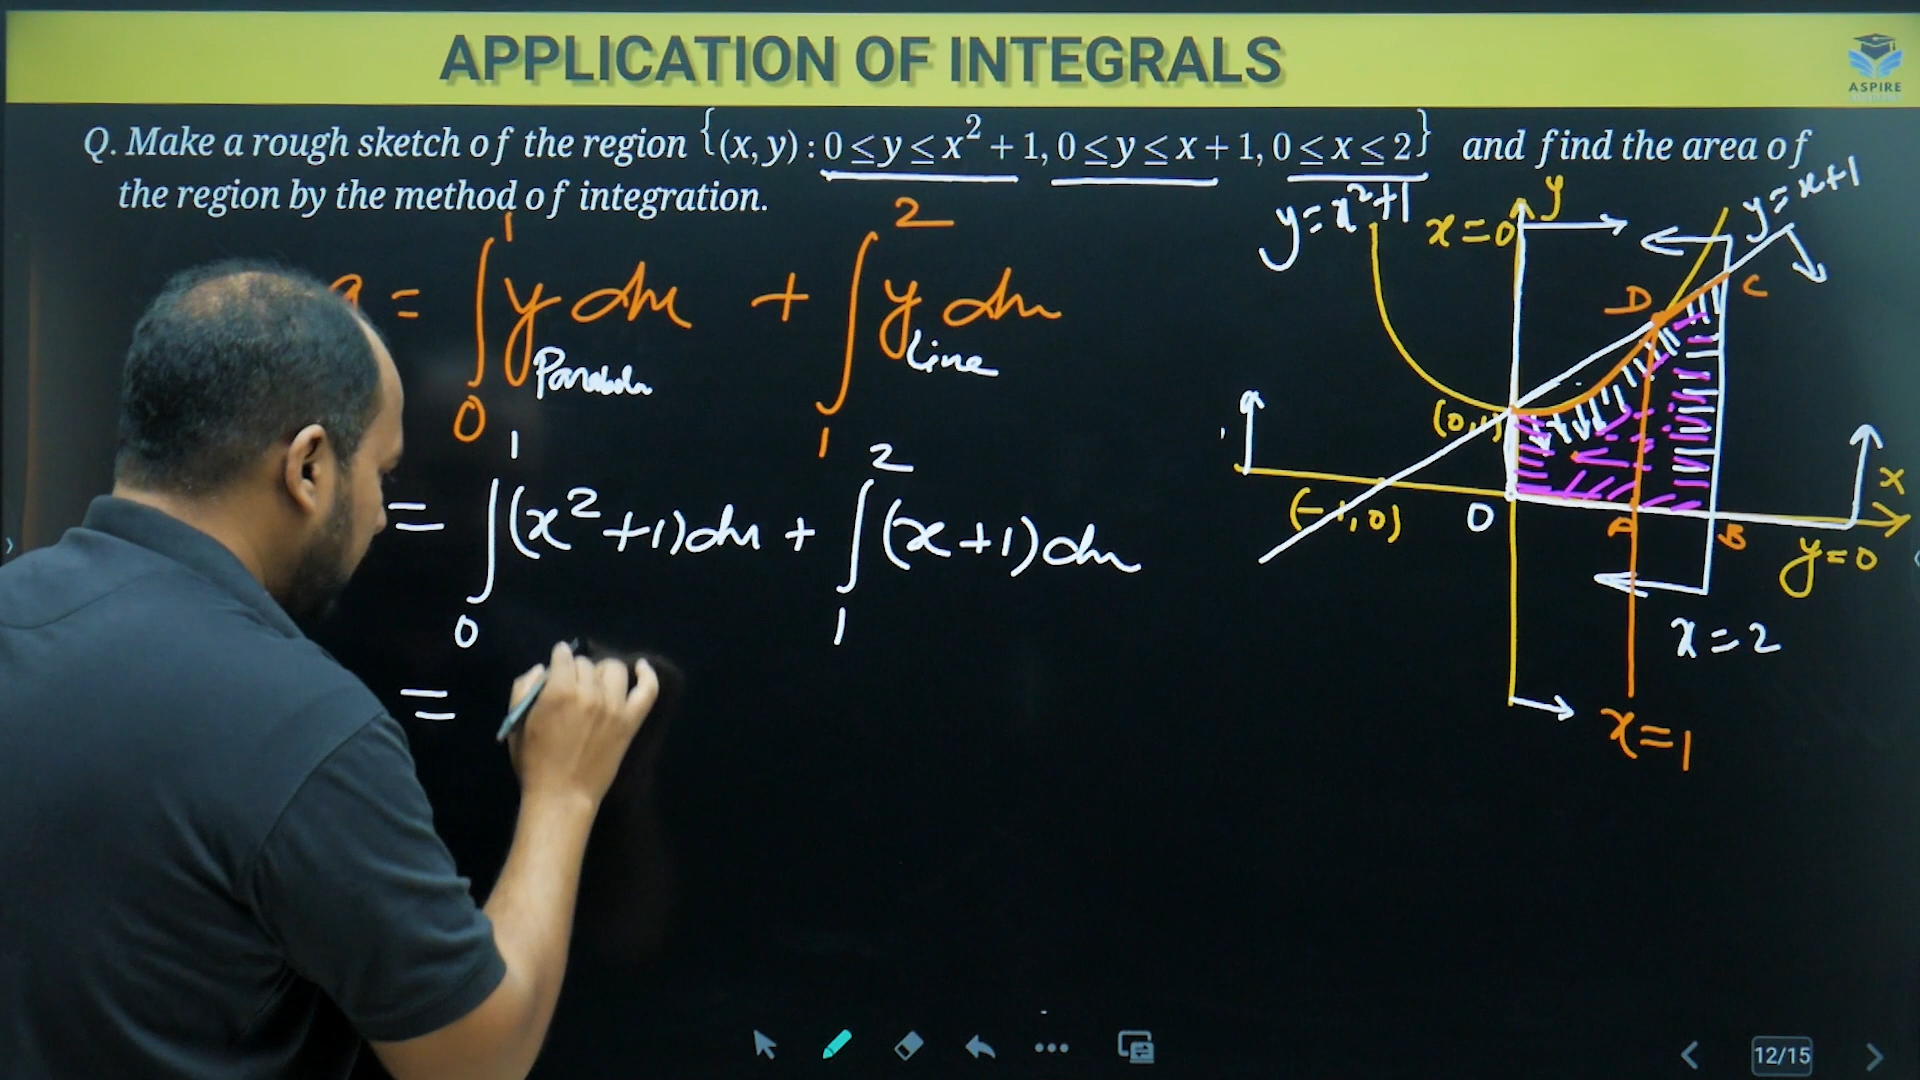 APPLICATION OF INTEGRALS
ASPIRE
Q. Make a rough sketch of the region {(x, y) : 0 ≤ y ≤ x² + 1, 0 ≤ y ≤ x + 1, 0 ≤ x ≤ 2} and find the area of
the region by the method of integration.
= ∫₀¹ y dx + ∫₁² y dx
Parabola Line
= ∫₀¹ (x² + 1) dx + ∫₁² (x + 1) dx
=
y = x² + 1
x = 0
y
y = x + 1
D
C
(0, 1)
(-1, 0)
O
A
B
x
y = 0
x = 2
x = 1
12/15